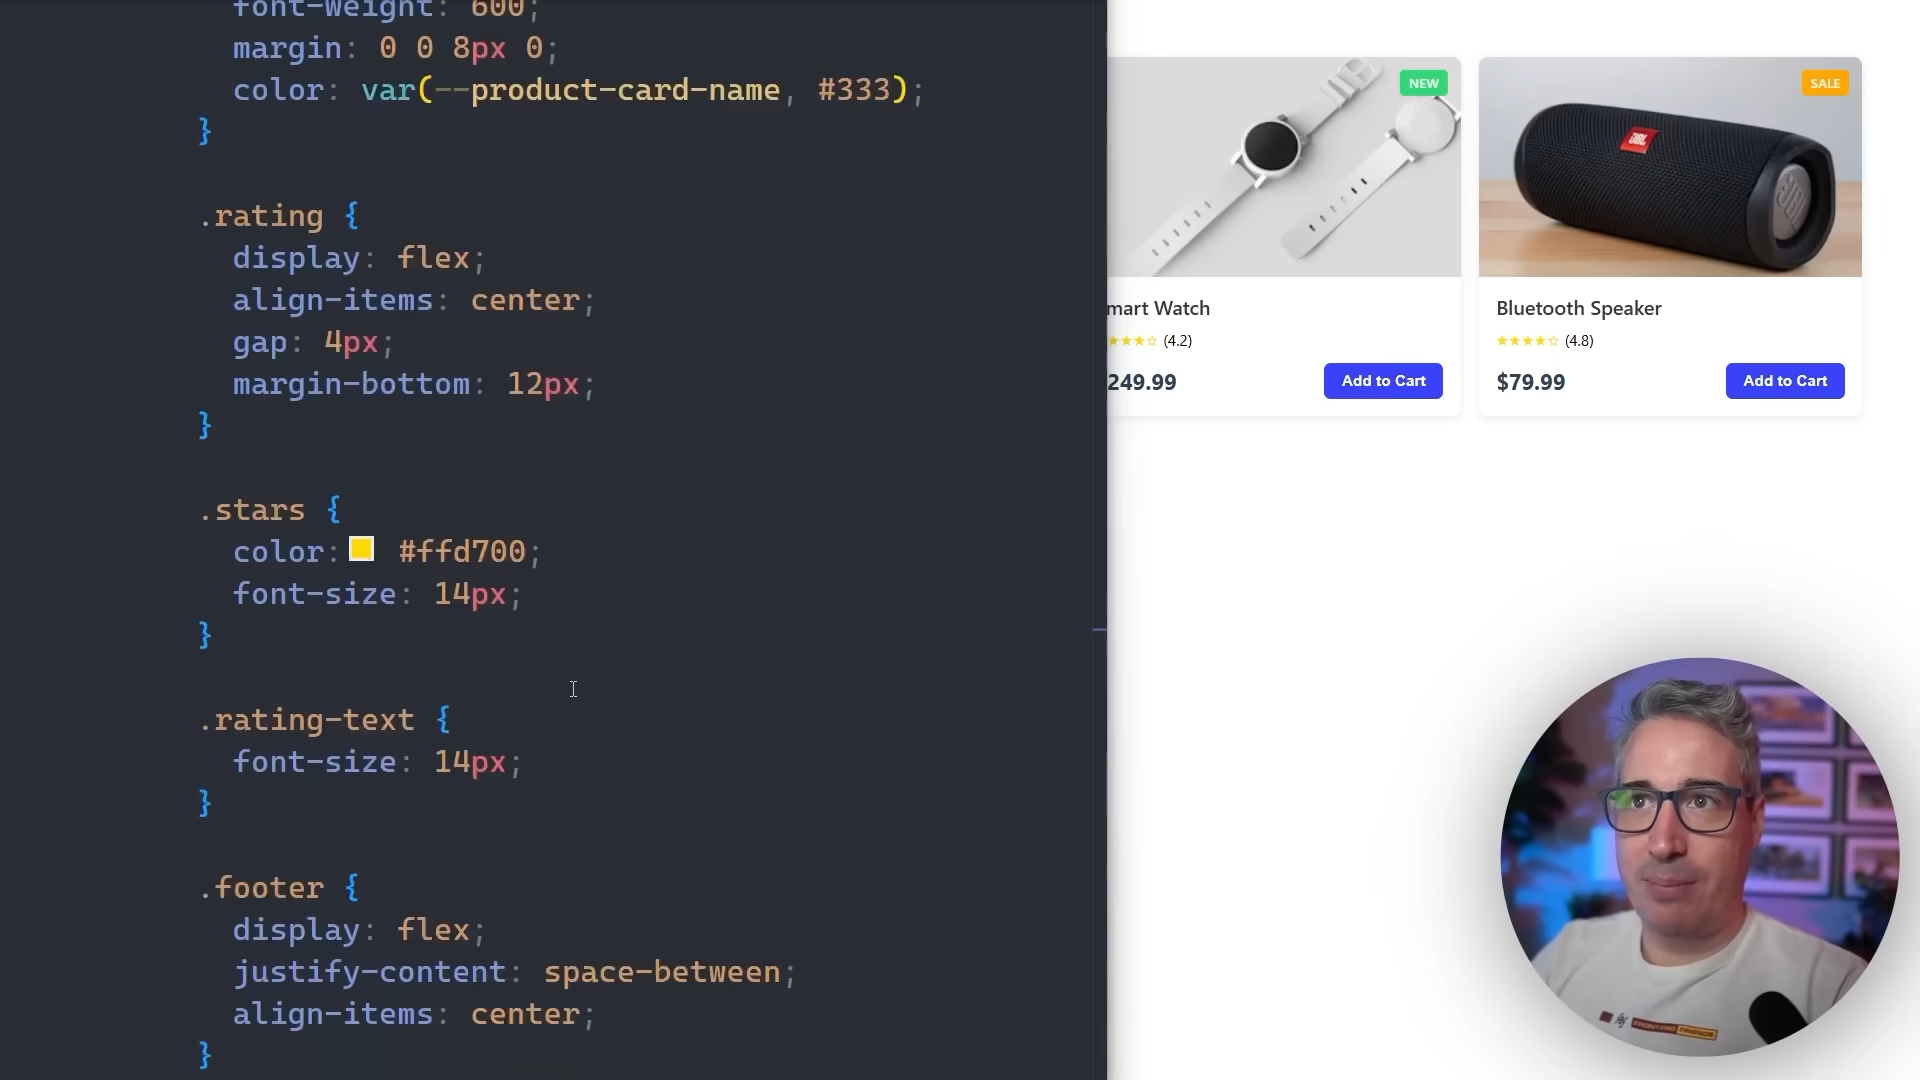 font-weight: 600;
margin: 0 0 8px 0;
color: var(--product-card-name, #333);
}
.rating {
display: flex;
align-items: center;
gap: 4px;
margin-bottom: 12px;
}
.stars {
color: #ffd700;
font-size: 14px;
}
.rating-text {
font-size: 14px;
}
.footer {
display: flex;
justify-content: space-between;
align-items: center;
}
NEW
mart Watch
★★★☆ (4.2)
249.99
Add to Cart
SALE
JBL
Bluetooth Speaker
★★★★☆ (4.8)
$79.99
Add to Cart
FRONTEND FRIENDS